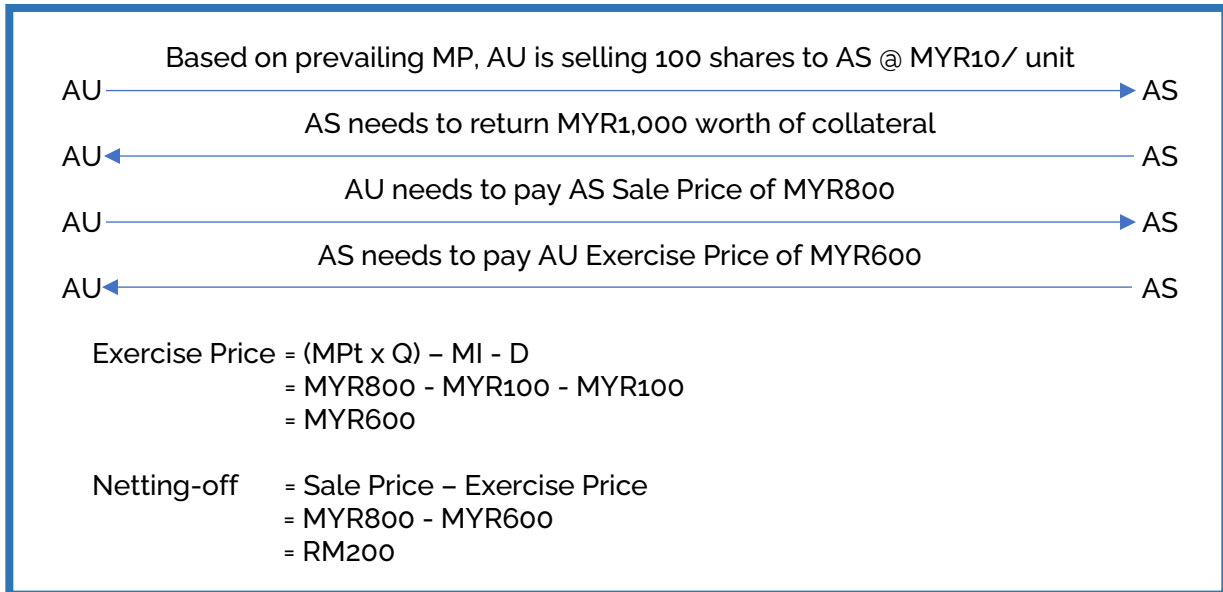 Based on prevailing MP, AU is selling 100 shares to AS @ MYR10/ unit
AU AS
AS needs to return MYR1,000 worth of collateral
AU AS
AU needs to pay AS Sale Price of MYR800
AU AS
AS needs to pay AU Exercise Price of MYR600
AU AS
Exercise Price = (MPt x Q) – MI - D
= MYR800 - MYR100 - MYR100
= MYR600
Netting-off = Sale Price – Exercise Price
= MYR800 - MYR600
= RM200